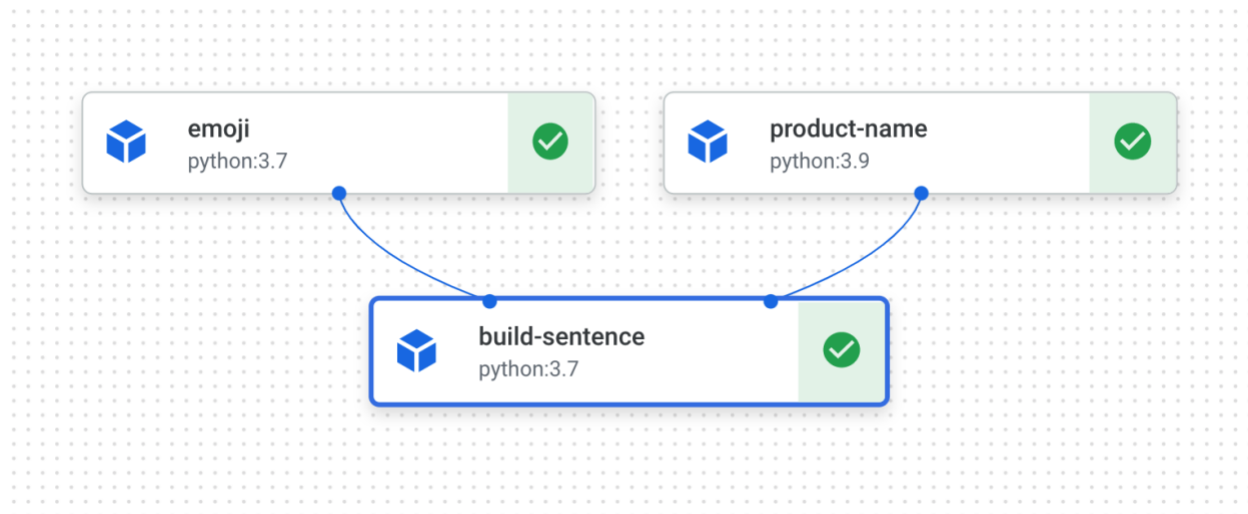 emoji
python:3.7
product-name
python:3.9
build-sentence
python:3.7